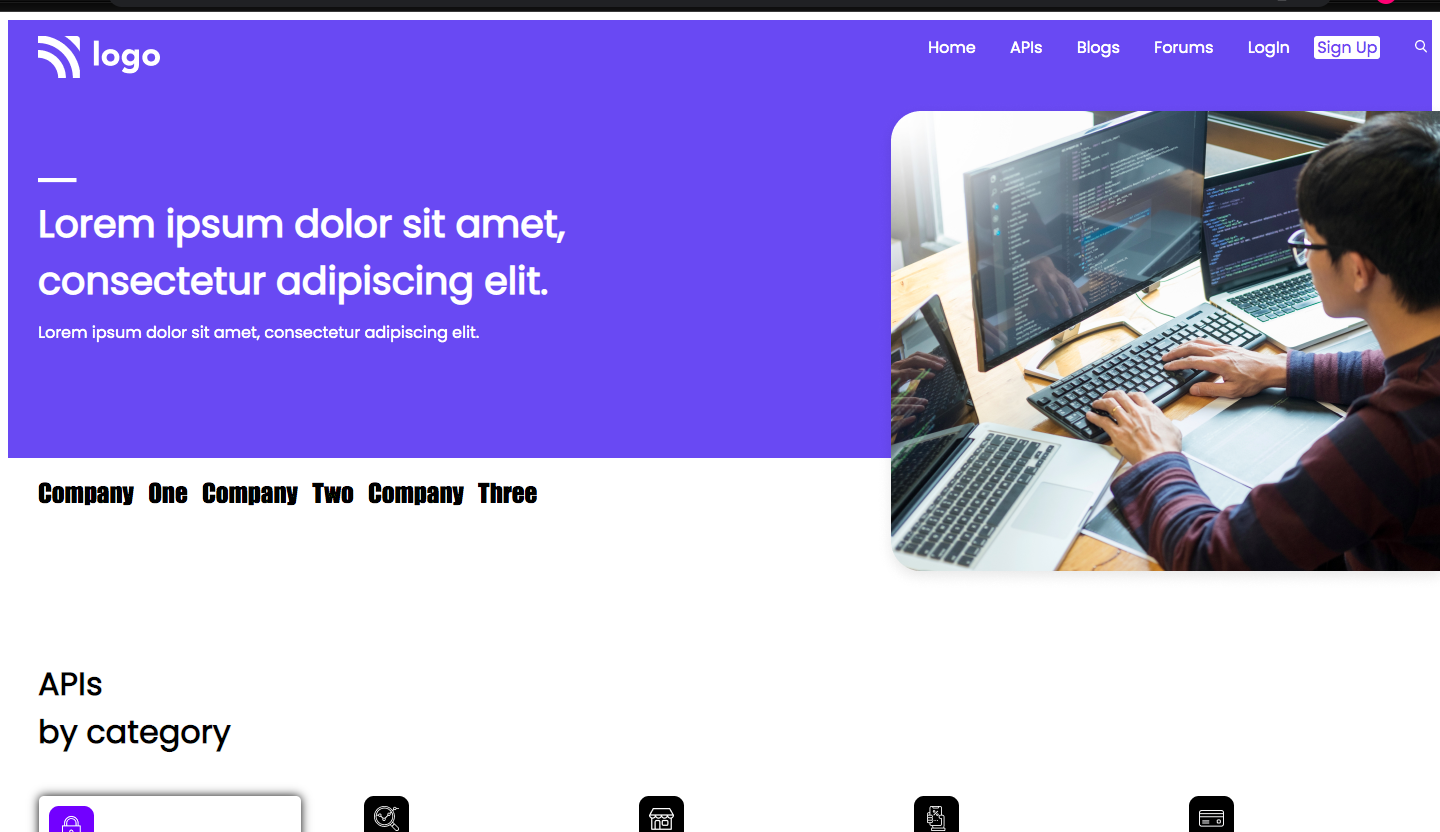 logo
Home APIs Blogs Forums LogIn Sign Up
Lorem ipsum dolor sit amet,
consectetur adipiscing elit.
Lorem ipsum dolor sit amet, consectetur adipiscing elit.
Company One Company Two Company Three
APIs
by category